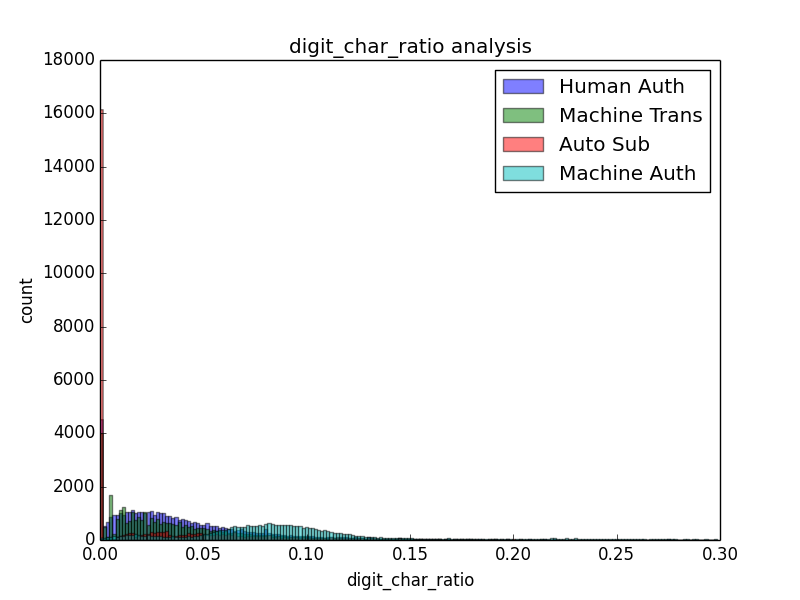 digit_char_ratio analysis
18000
16000
14000
12000
10000
8000
6000
4000
2000
0
count
Human Auth
Machine Trans
Auto Sub
Machine Auth
0.00 0.05 0.10 0.15 0.20 0.25 0.30
digit_char_ratio